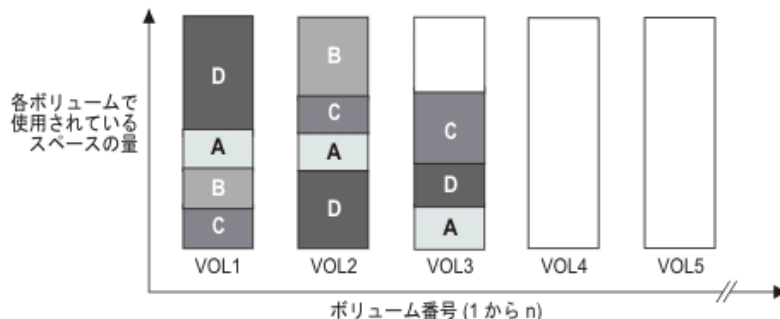 各ボリュームで
使用されている
スペースの量
D
A
B
C
B
C
A
D
C
D
A
VOL1
VOL2
VOL3
VOL4
VOL5
ボリューム番号 (1 から n)